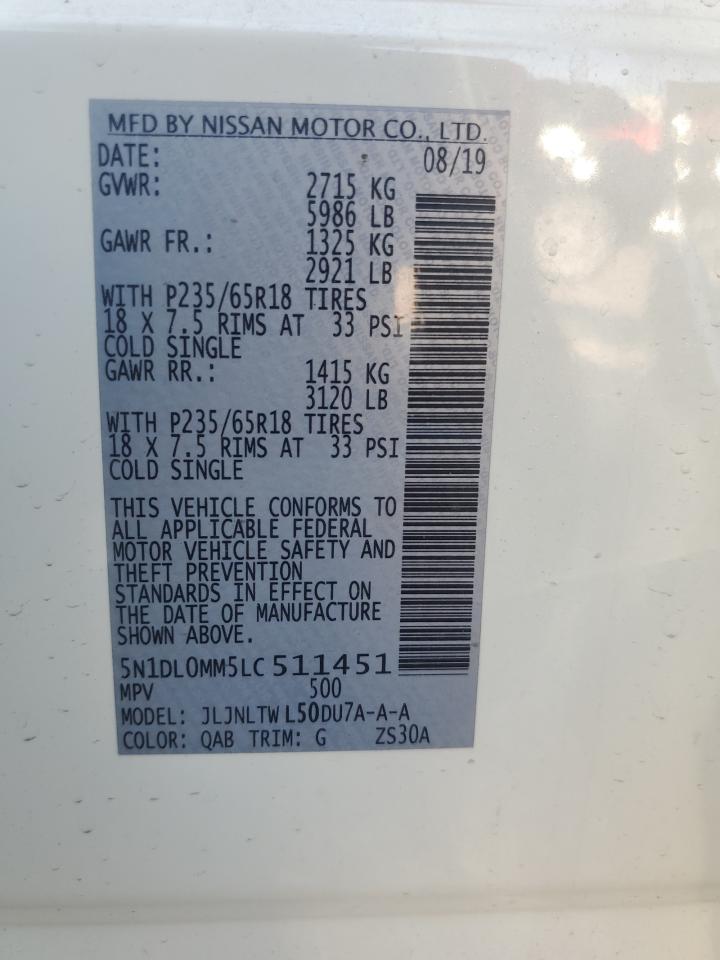 MFD BY NISSAN MOTOR CO., LTD.
DATE: 08/19
GVWR: 2715 KG
5986 LB
GAWR FR.: 1325 KG
2921 LB
WITH P235/65R18 TIRES
18 X 7.5 RIMS AT 33 PSI
COLD SINGLE
GAWR RR.: 1415 KG
3120 LB
WITH P235/65R18 TIRES
18 X 7.5 RIMS AT 33 PSI
COLD SINGLE
THIS VEHICLE CONFORMS TO
ALL APPLICABLE FEDERAL
MOTOR VEHICLE SAFETY AND
THEFT PREVENTION
STANDARDS IN EFFECT ON
THE DATE OF MANUFACTURE
SHOWN ABOVE.
5N1DL0MM5LC 511451
MPV 500
MODEL: JLJNLTW L50DU7A-A-A
COLOR: QAB TRIM: G ZS30A